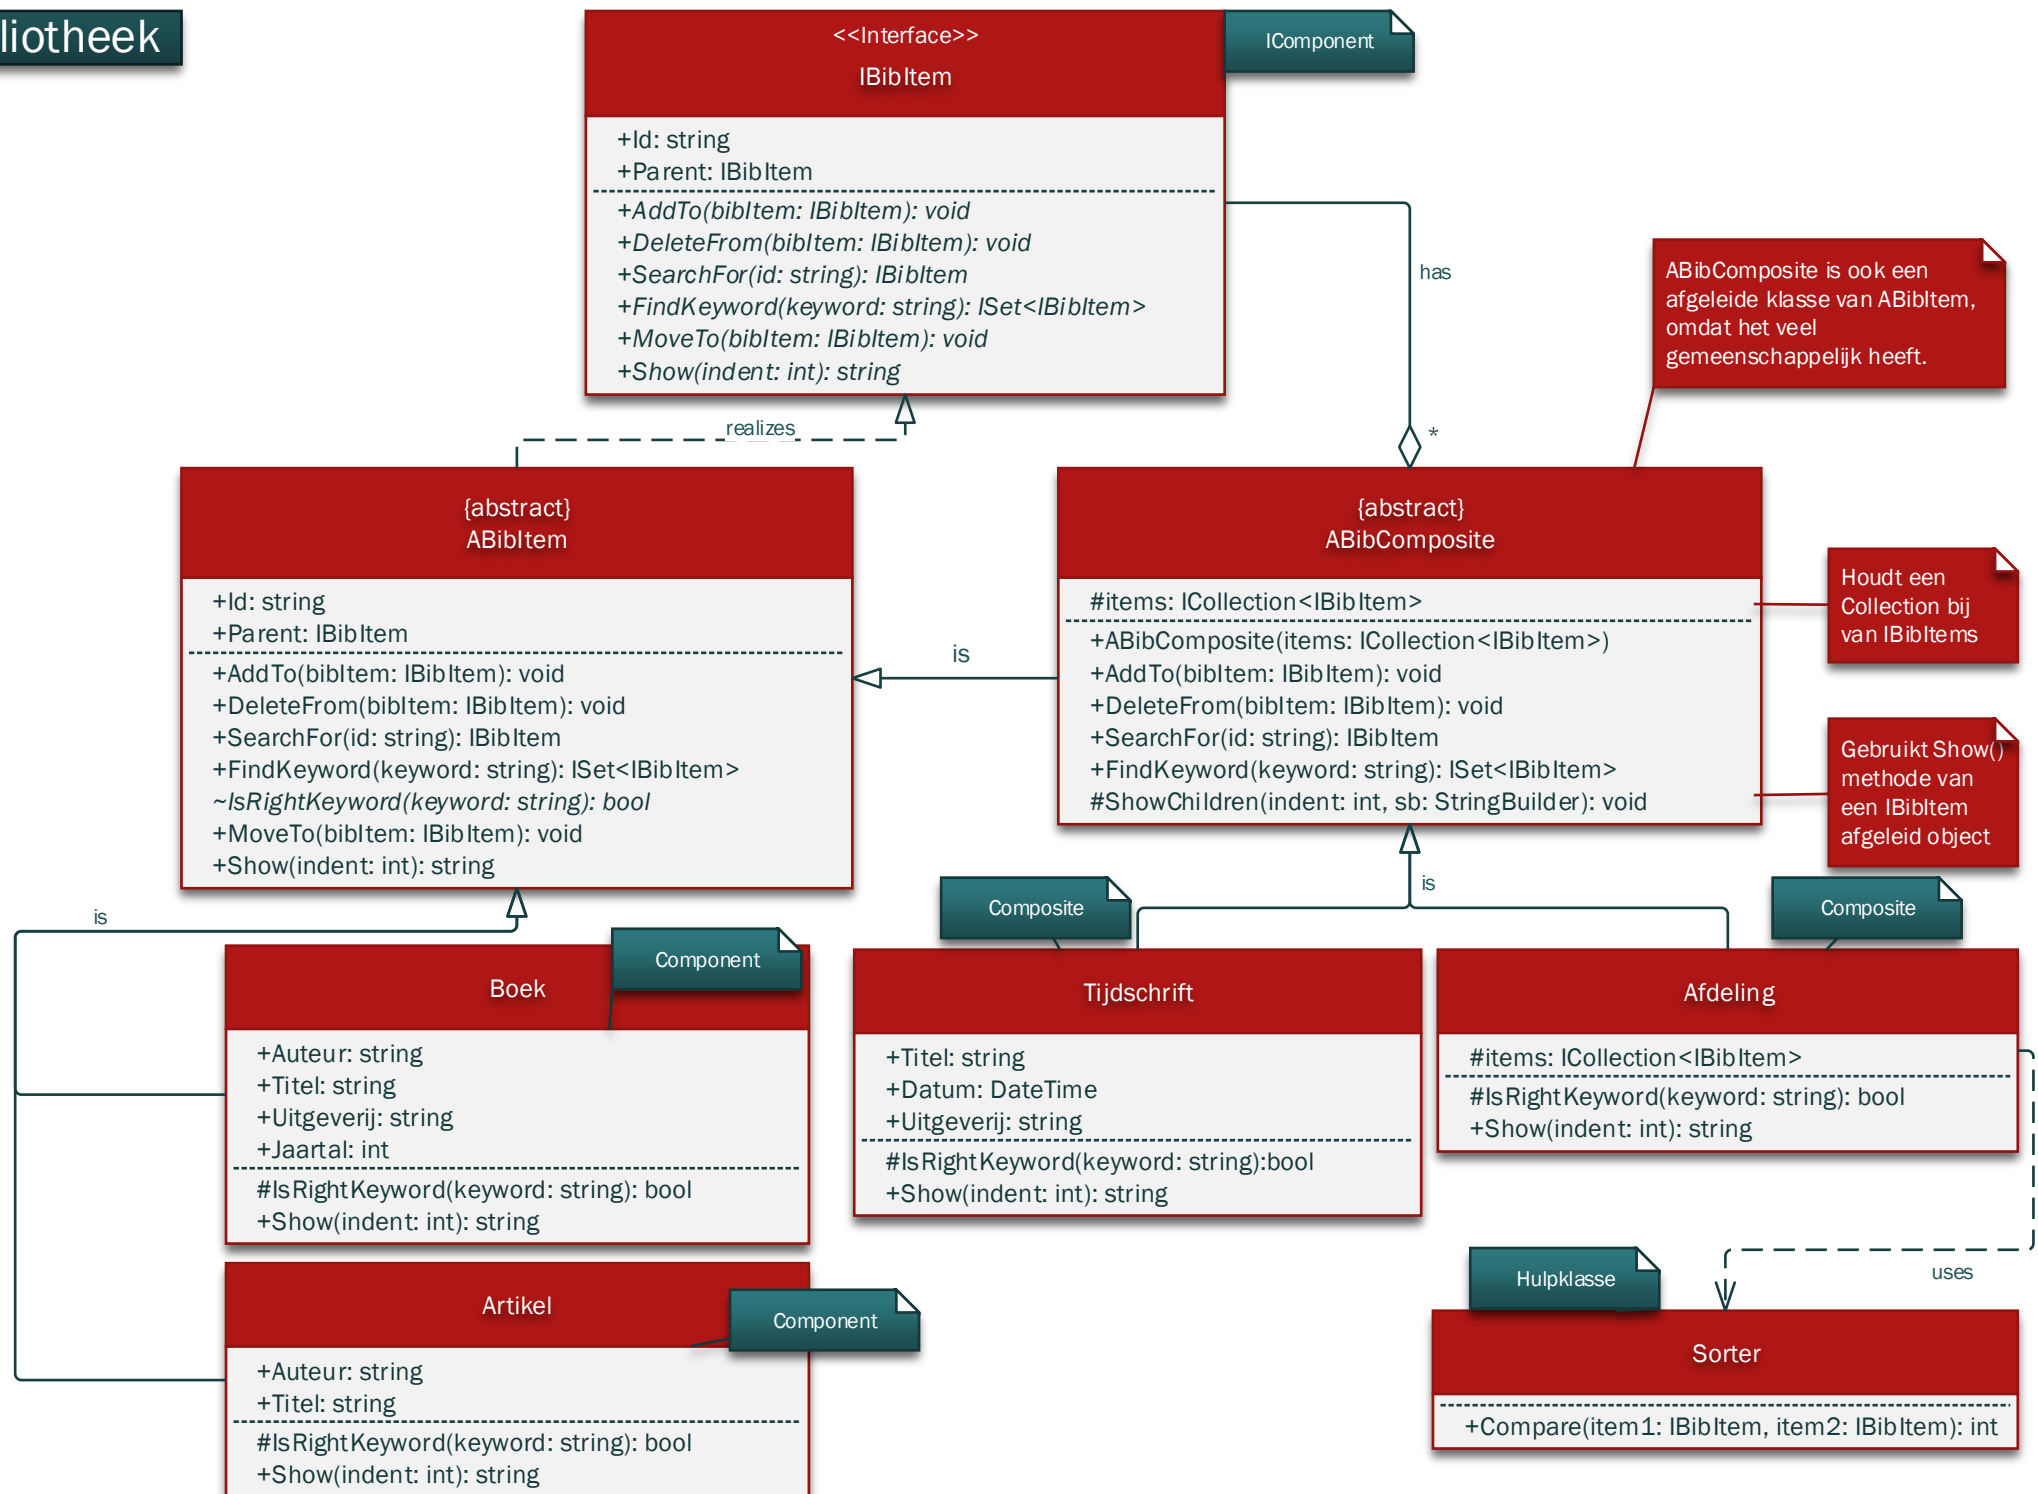 liotheek
<<Interface>>
IBibItem
IComponent
+Id: string
+Parent: IBibItem
+AddTo(bibItem: IBibItem): void
+DeleteFrom(bibItem: IBibItem): void
+SearchFor(id: string): IBibItem
+FindKeyword(keyword: string): ISet<IBibItem>
+MoveTo(bibItem: IBibItem): void
+Show(indent: int): string
has
*
realizes
ABibComposite is ook een
afgeleide klasse van ABibItem,
omdat het veel
gemeenschappelijk heeft.
{abstract}
ABibItem
+Id: string
+Parent: IBibItem
+AddTo(bibItem: IBibItem): void
+DeleteFrom(bibItem: IBibItem): void
+SearchFor(id: string): IBibItem
+FindKeyword(keyword: string): ISet<IBibItem>
~IsRightKeyword(keyword: string): bool
+MoveTo(bibItem: IBibItem): void
+Show(indent: int): string
is
{abstract}
ABibComposite
#items: ICollection<IBibItem>
+ABibComposite(items: ICollection<IBibItem>)
+AddTo(bibItem: IBibItem): void
+DeleteFrom(bibItem: IBibItem): void
+SearchFor(id: string): IBibItem
+FindKeyword(keyword: string): ISet<IBibItem>
#ShowChildren(indent: int, sb: StringBuilder): void
Houdt een
Collection bij
van IBibItems
Gebruikt Show()
methode van
een IBibItem
afgeleid object
is
is
Boek
Component
+Auteur: string
+Titel: string
+Uitgeverij: string
+Jaartal: int
#IsRightKeyword(keyword: string): bool
+Show(indent: int): string
Composite
Tijdschrift
+Titel: string
+Datum: DateTime
+Uitgeverij: string
#IsRightKeyword(keyword: string):bool
+Show(indent: int): string
Composite
Afdeling
#items: ICollection<IBibItem>
#IsRightKeyword(keyword: string): bool
+Show(indent: int): string
uses
Artikel
Component
+Auteur: string
+Titel: string
#IsRightKeyword(keyword: string): bool
+Show(indent: int): string
Hulpklasse
Sorter
+Compare(item1: IBibItem, item2: IBibItem): int